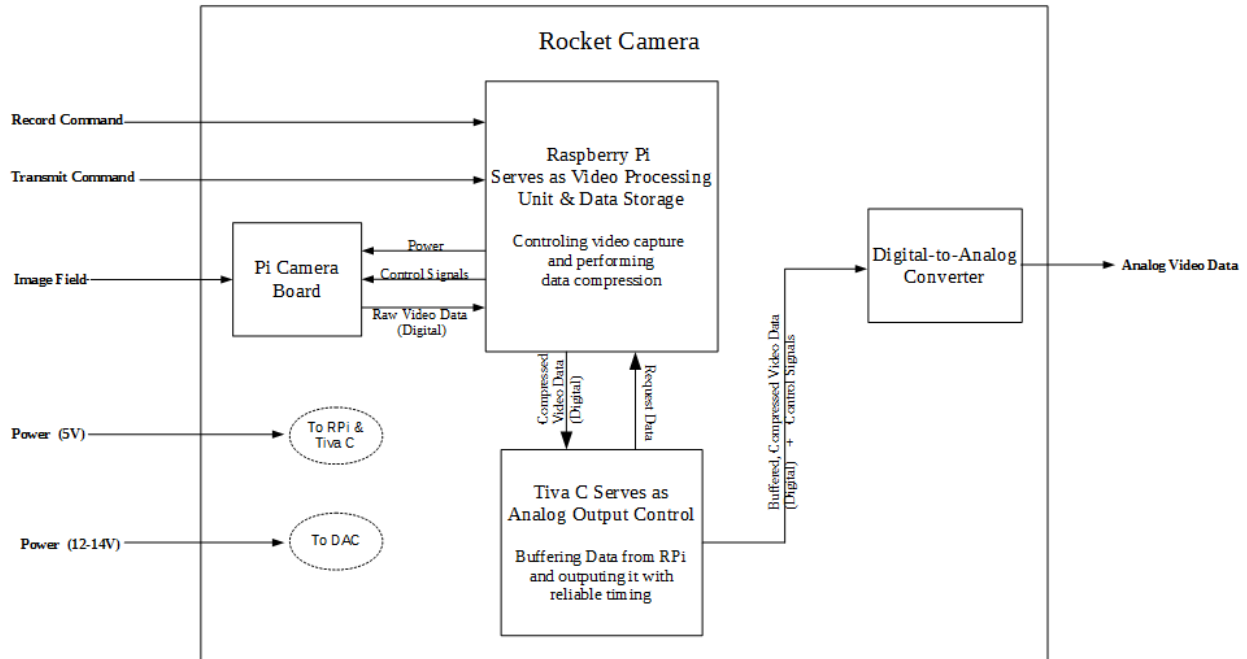 Rocket Camera
Record Command
Transmit Command
Image Field
Power  (5V)
Power  (12-14V)
Pi Camera
Board
Power
Control Signals
Raw Video Data
(Digital)
Raspberry Pi
Serves as Video Processing
Unit & Data Storage
Controling video capture
and performing
data compression
Compressed
Video Data
(Digital)
Request Data
To RPi &
Tiva C
To DAC
Tiva C Serves as
Analog Output Control
Buffering Data from RPi
and outputing it with
reliable timing
Buffered, Compressed Video Data
(Digital)   +   Control Signals
Digital-to-Analog
Converter
Analog Video Data